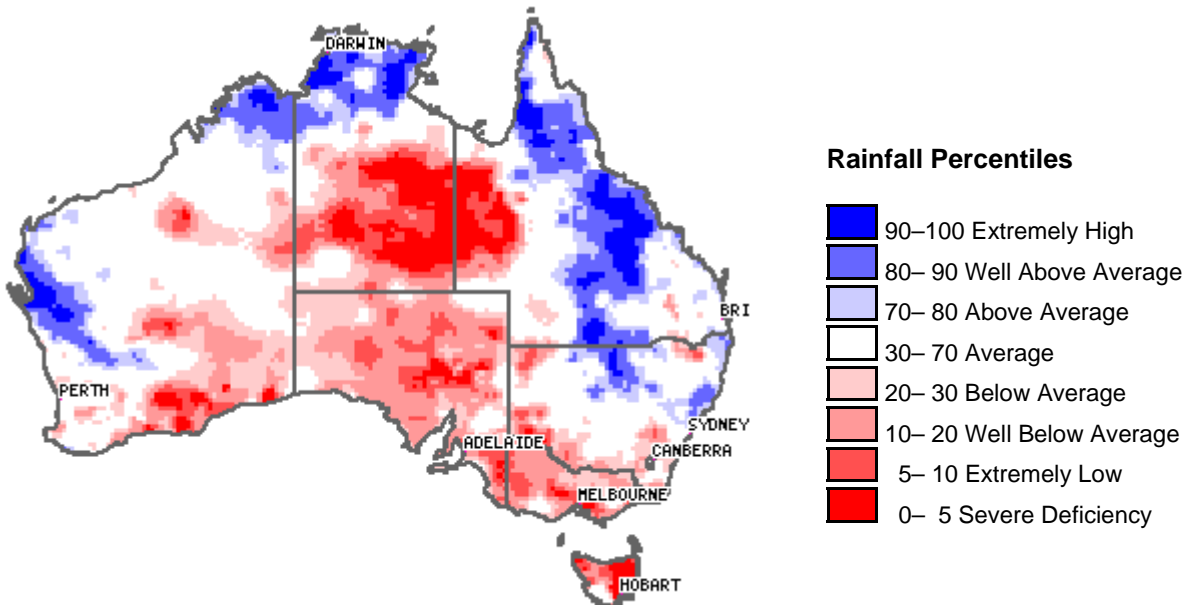 DARWIN
BRI
PERTH
SYDNEY
ADELAIDE
CANBERRA
MELBOURNE
HOBART
Rainfall Percentiles
90–100 Extremely High
80– 90 Well Above Average
70– 80 Above Average
30– 70 Average
20– 30 Below Average
10– 20 Well Below Average
5– 10 Extremely Low
0– 5 Severe Deficiency